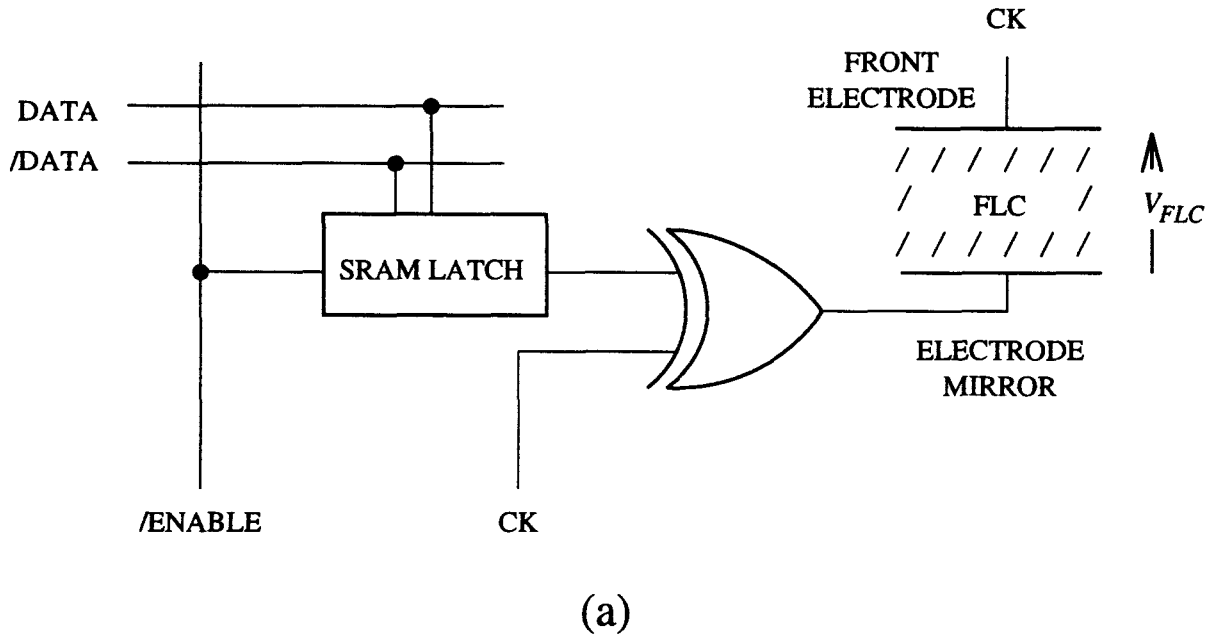 CK
FRONT
ELECTRODE
DATA
/DATA
FLC
V_FLC
SRAM LATCH
ELECTRODE
MIRROR
/ENABLE
CK
(a)